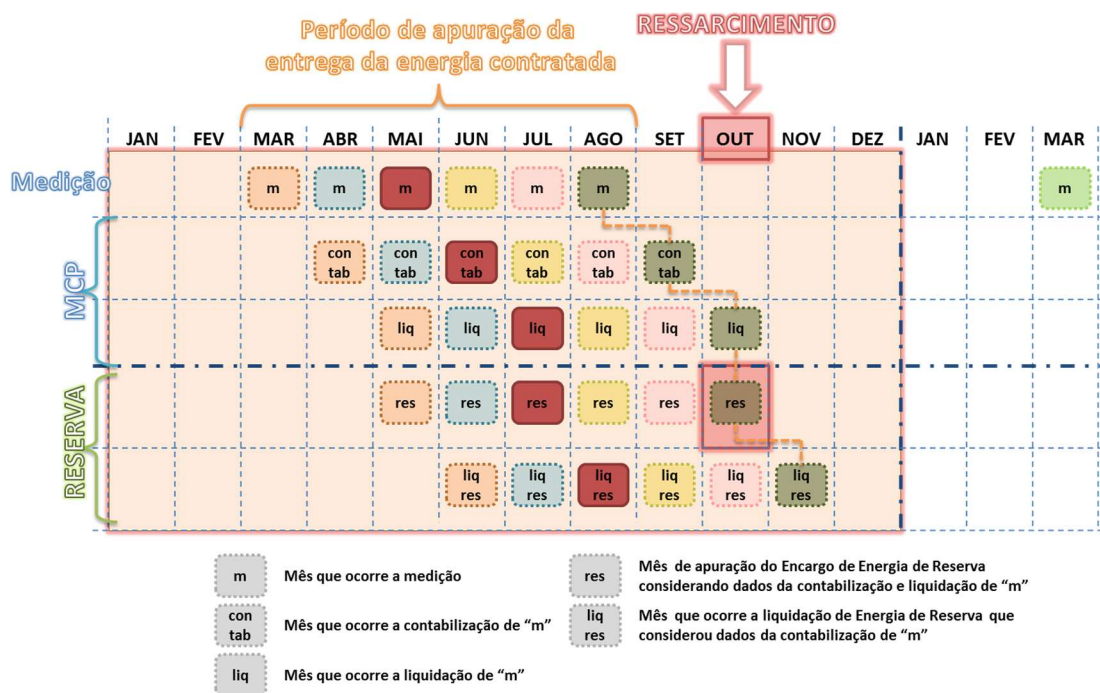 Período de apuração da
entrega da energia contratada
RESSARCIMENTO
JAN FEV MAR ABR MAI JUN JUL AGO SET OUT NOV DEZ JAN FEV MAR
Medição
m m m m m m m
MCP
con con con con con con
tab tab tab tab tab tab
liq liq liq liq liq liq
RESERVA
res res res res res res
liq liq liq liq liq liq
res res res res res res
m Mês que ocorre a medição
con
tab
Mês que ocorre a contabilização de “m”
liq Mês que ocorre a liquidação de “m”
res
Mês de apuração do Encargo de Energia de Reserva
considerando dados da contabilização e liquidação de “m”
liq
res
Mês que ocorre a liquidação de Energia de Reserva que
considerou dados da contabilização de “m”